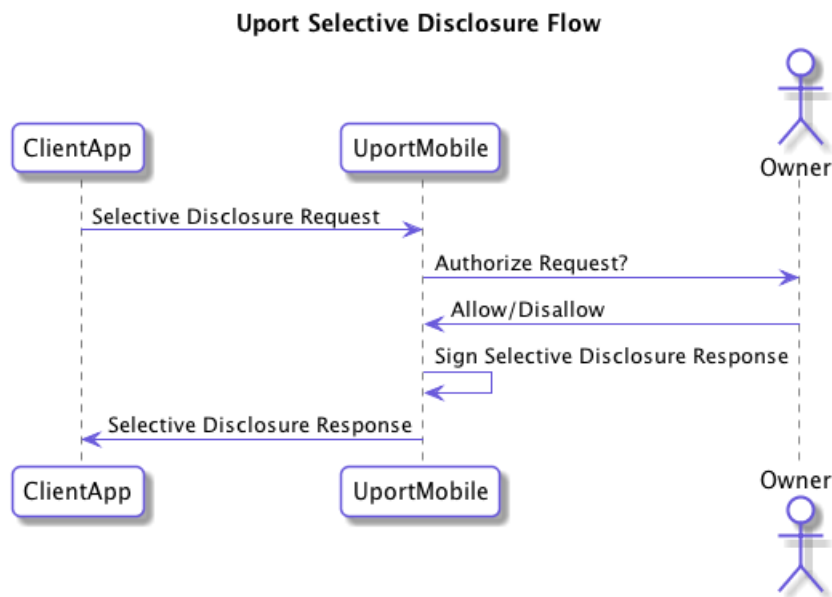 Uport Selective Disclosure Flow
ClientApp
UportMobile
Owner
Selective Disclosure Request
Authorize Request?
Allow/Disallow
Sign Selective Disclosure Response
Selective Disclosure Response
ClientApp
UportMobile
Owner